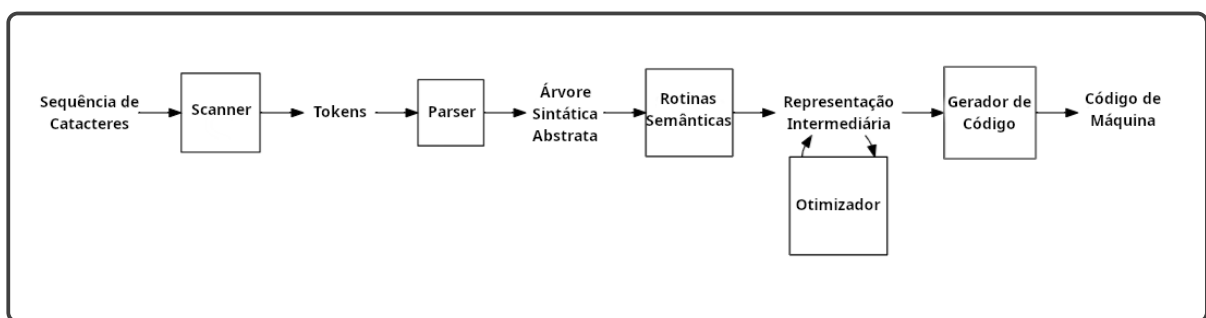 Sequência de
Catacteres
Scanner
Tokens
Parser
Árvore
Sintática
Abstrata
Rotinas
Semânticas
Representação
Intermediária
Otimizador
Gerador de
Código
Código de
Máquina